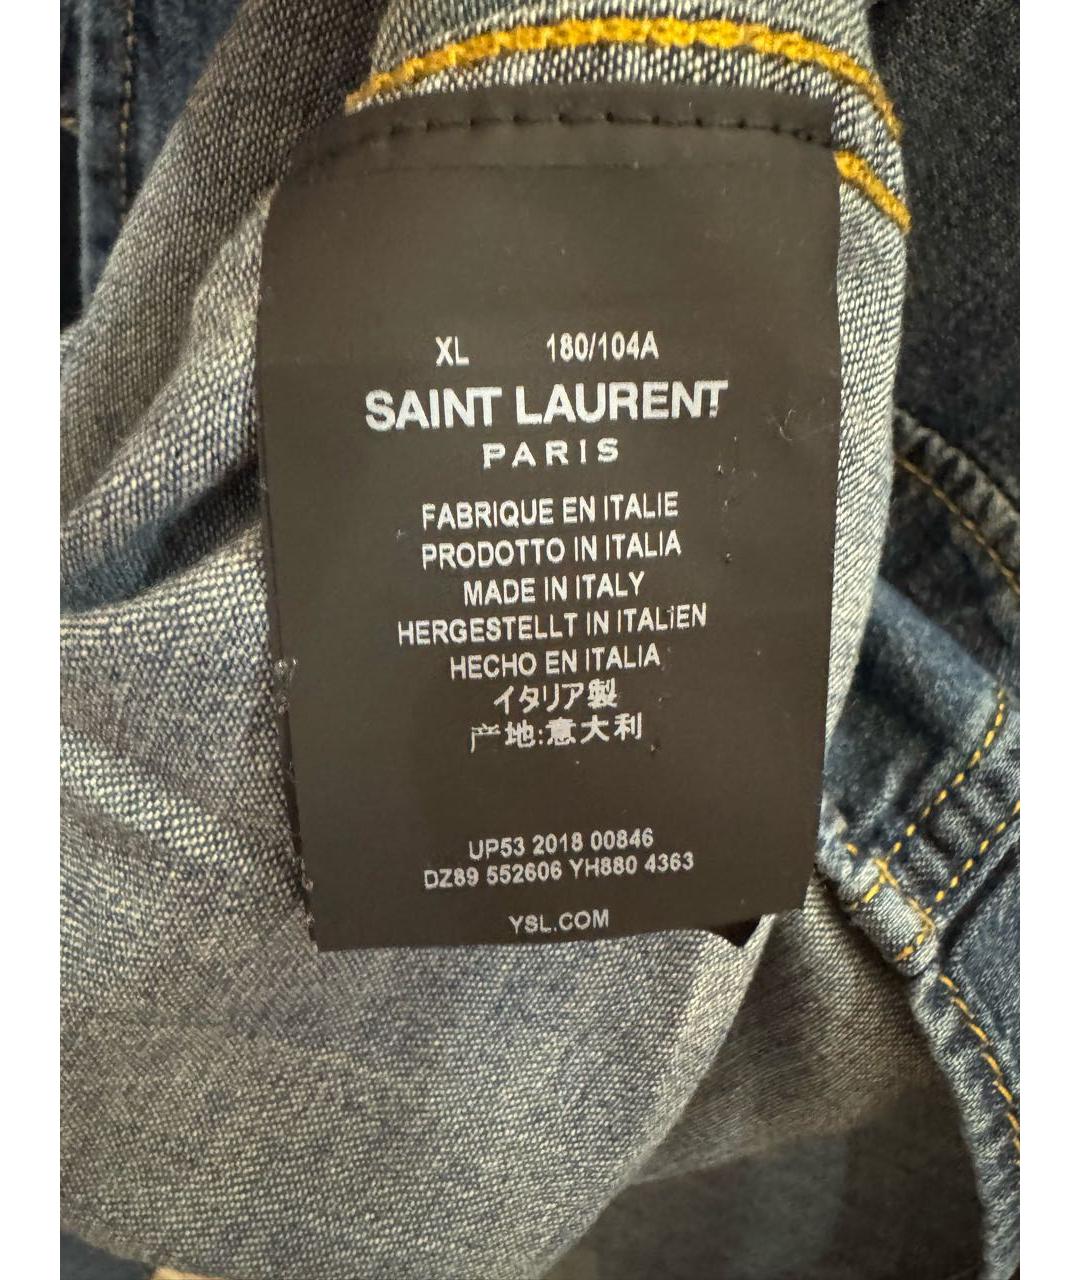 XL 180/104A
SAINT LAURENT
PARIS
FABRIQUE EN ITALIE
PRODOTTO IN ITALIA
MADE IN ITALY
HERGESTELLT IN ITALIEN
HECHO EN ITALIA
イタリア製
产地:意大利
UP53 2018 00846
DZ89 552606 YH880 4363
YSL.COM